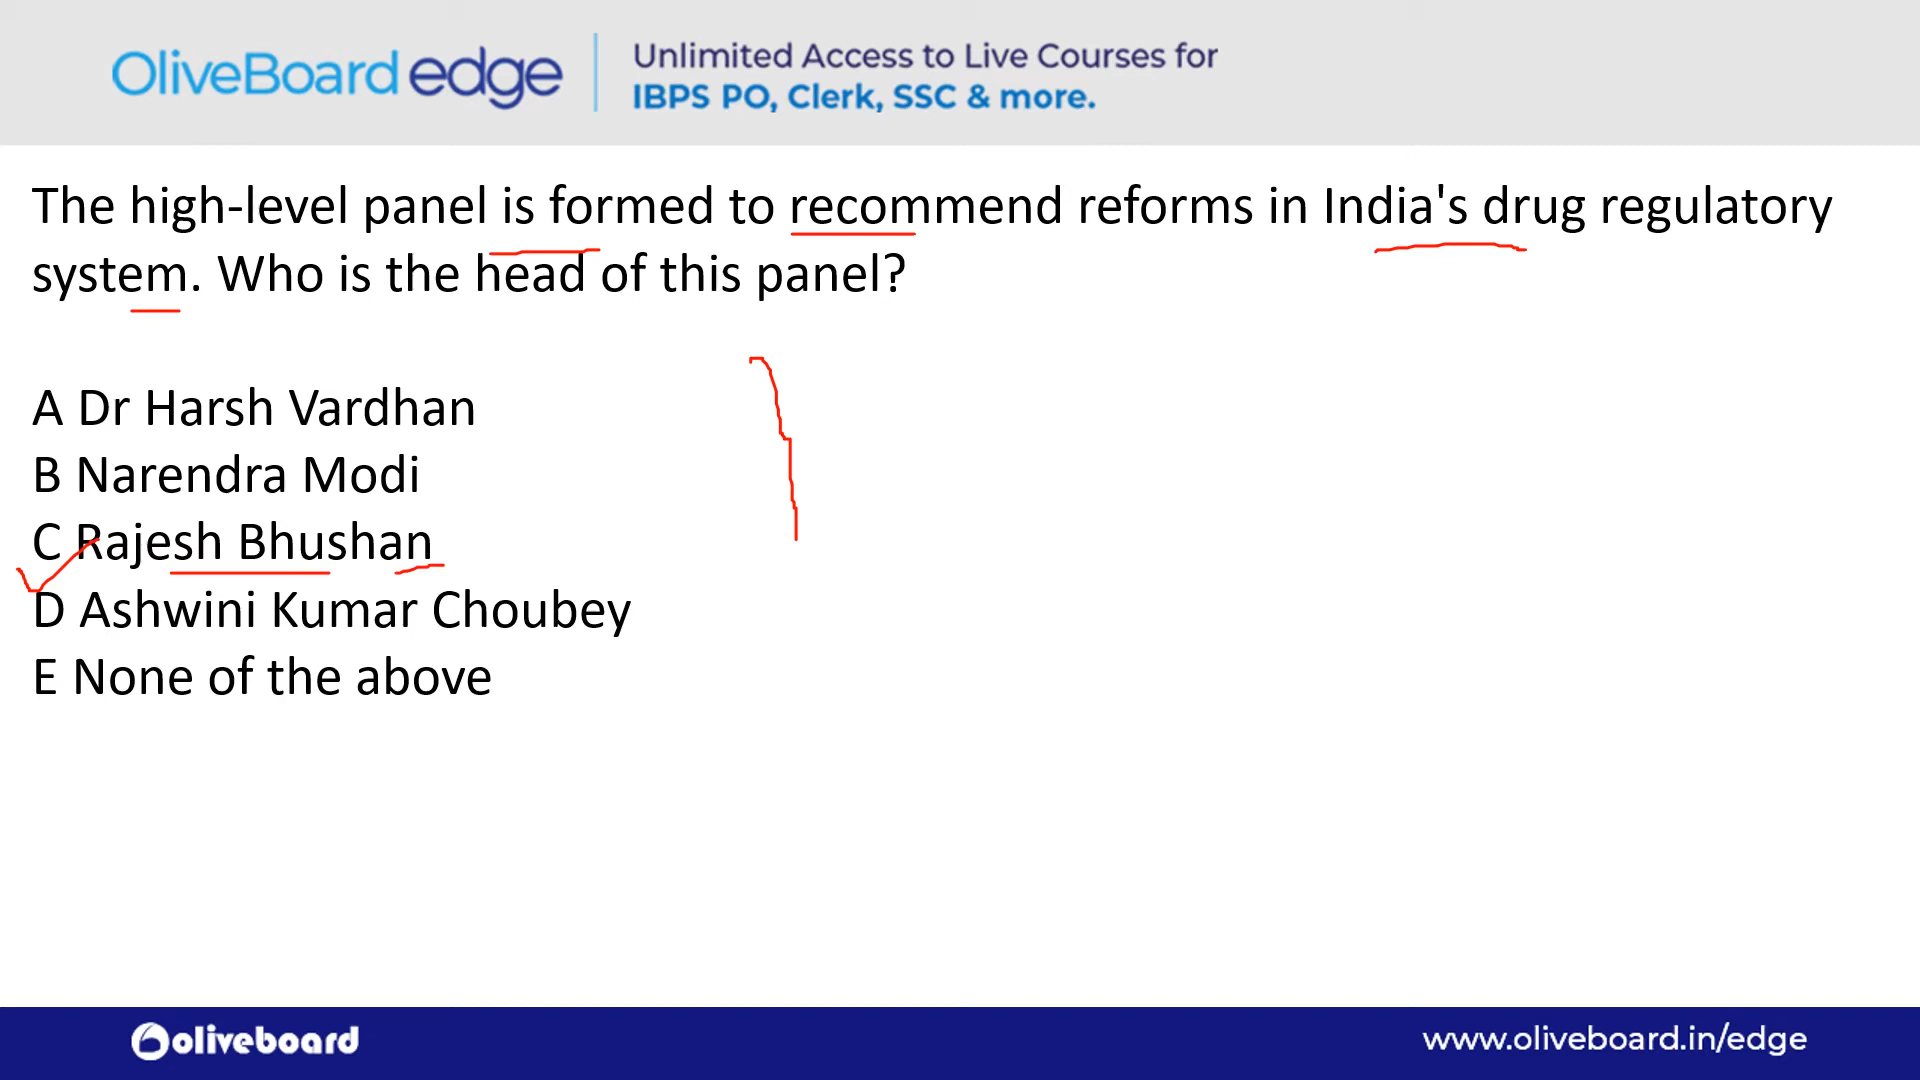 OliveBoard edge
Unlimited Access to Live Courses for
IBPS PO, Clerk, SSC & more.
The high-level panel is formed to recommend reforms in India's drug regulatory
system. Who is the head of this panel?
A Dr Harsh Vardhan
B Narendra Modi
C Rajesh Bhushan
D Ashwini Kumar Choubey
E None of the above
oliveboard
www.oliveboard.in/edge